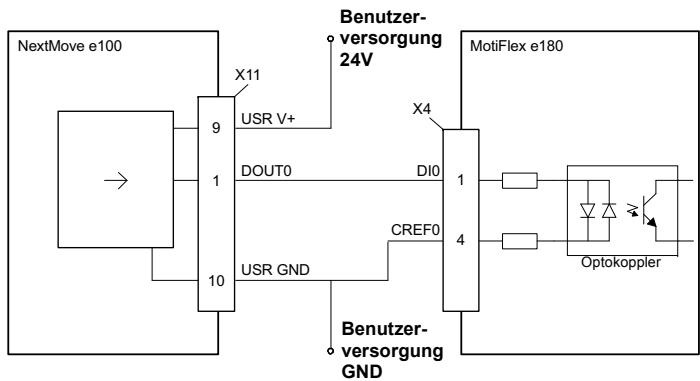 Benutzer-
versorgung
24V
NextMove e100
MotiFlex e180
X11
X4
9
USR V+
1
DOUT0
DI0
1
CREF0
4
Optokoppler
10
USR GND
Benutzer-
versorgung
GND